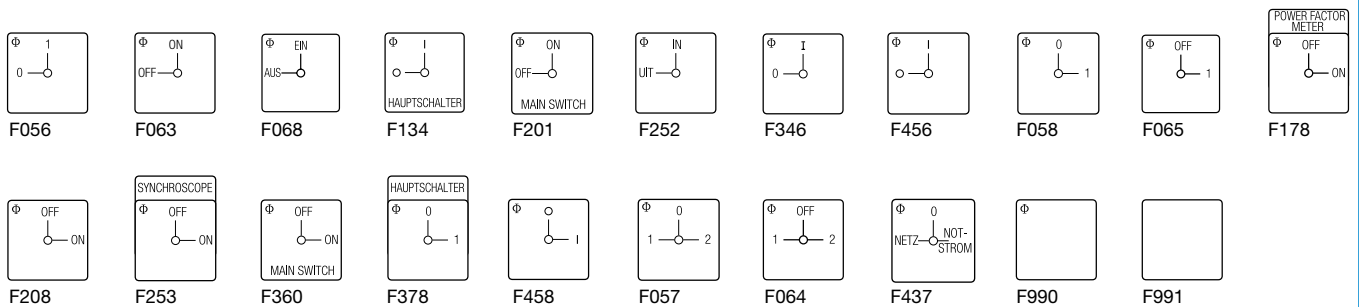 Φ 1
0
F056
Φ ON
OFF
F063
Φ EIN
AUS
F068
Φ I
O
HAUPTSCHALTER
F134
Φ ON
OFF
MAIN SWITCH
F201
Φ IN
UIT
F252
Φ I
0
F346
Φ I
O
F456
Φ 0
1
F058
Φ OFF
1
F065
POWER FACTOR
METER
Φ OFF
ON
F178
Φ OFF
ON
F208
SYNCHROSCOPE
Φ OFF
ON
F253
Φ OFF
ON
MAIN SWITCH
F360
HAUPTSCHALTER
Φ 0
1
F378
Φ O
I
F458
Φ 0
1 2
F057
Φ OFF
1 2
F064
Φ 0
NETZ NOT-
STROM
F437
Φ
F990
F991